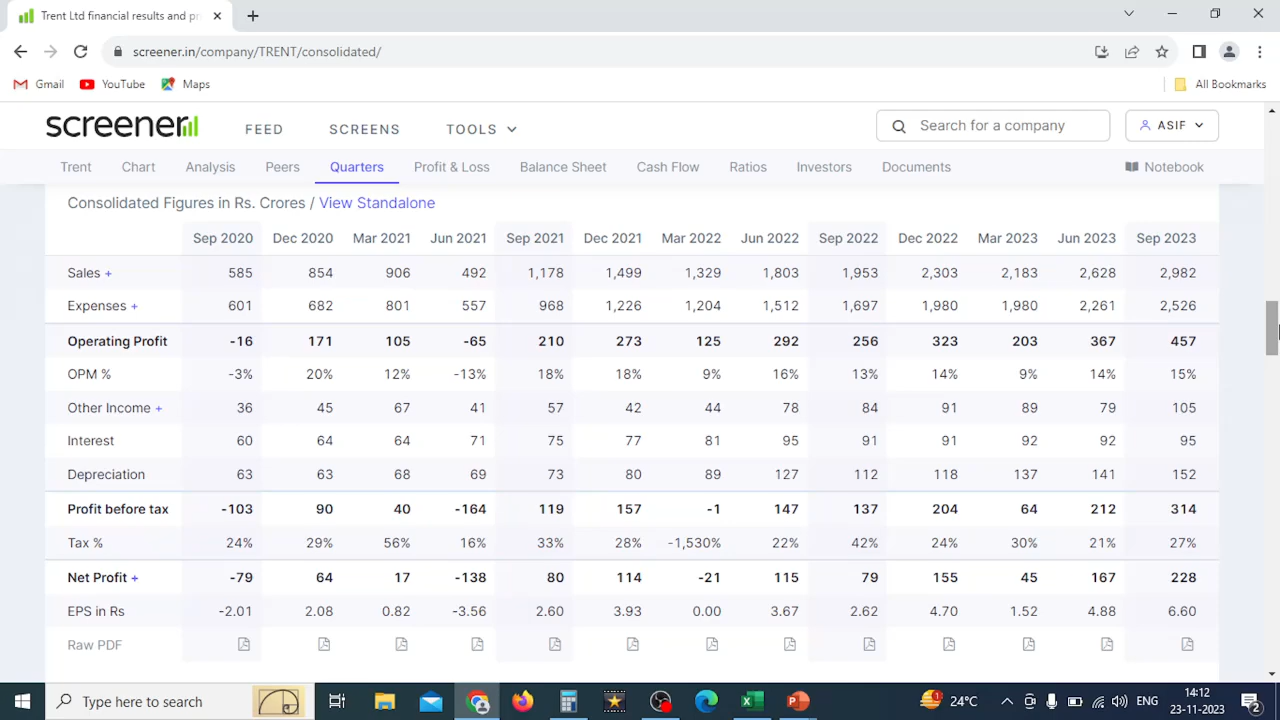 Trent Ltd financial results and pr
screener.in/company/TRENT/consolidated/
Gmail YouTube Maps All Bookmarks
screener FEED SCREENS TOOLS Search for a company ASIF
Trent Chart Analysis Peers Quarters Profit & Loss Balance Sheet Cash Flow Ratios Investors Documents Notebook
Consolidated Figures in Rs. Crores / View Standalone
Sep 2020 Dec 2020 Mar 2021 Jun 2021 Sep 2021 Dec 2021 Mar 2022 Jun 2022 Sep 2022 Dec 2022 Mar 2023 Jun 2023 Sep 2023
Sales + 585 854 906 492 1,178 1,499 1,329 1,803 1,953 2,303 2,183 2,628 2,982
Expenses + 601 682 801 557 968 1,226 1,204 1,512 1,697 1,980 1,980 2,261 2,526
Operating Profit -16 171 105 -65 210 273 125 292 256 323 203 367 457
OPM % -3% 20% 12% -13% 18% 18% 9% 16% 13% 14% 9% 14% 15%
Other Income + 36 45 67 41 57 42 44 78 84 91 89 79 105
Interest 60 64 64 71 75 77 81 95 91 91 92 92 95
Depreciation 63 63 68 69 73 80 89 127 112 118 137 141 152
Profit before tax -103 90 40 -164 119 157 -1 147 137 204 64 212 314
Tax % 24% 29% 56% 16% 33% 28% -1,530% 22% 42% 24% 30% 21% 27%
Net Profit + -79 64 17 -138 80 114 -21 115 79 155 45 167 228
EPS in Rs -2.01 2.08 0.82 -3.56 2.60 3.93 0.00 3.67 2.62 4.70 1.52 4.88 6.60
Raw PDF
Type here to search 1 24°C ENG 14:12
23-11-2023 2